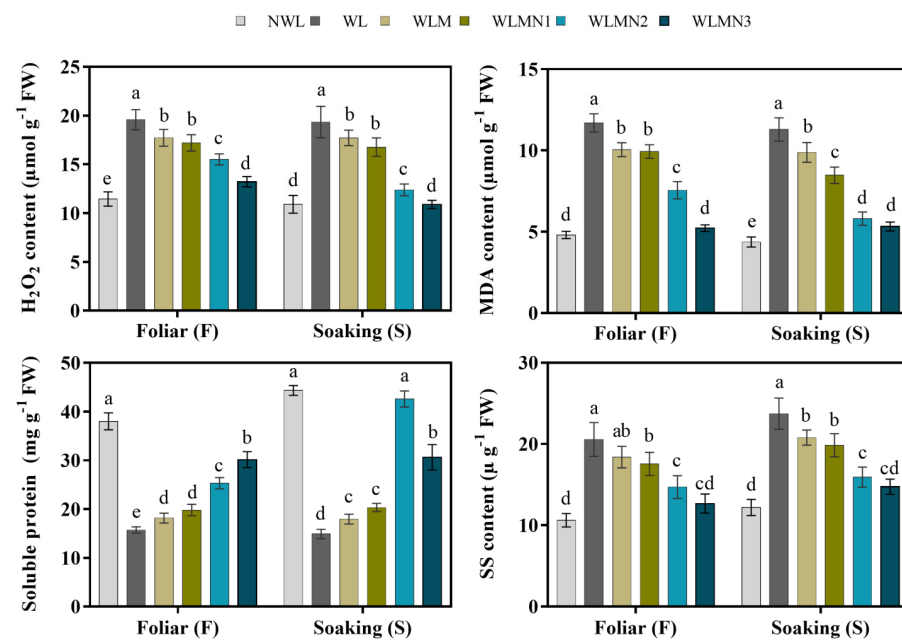 NWL WL WLM WLMN1 WLMN2 WLMN3
H₂O₂ content (µmol g⁻¹ FW)
25
20
15
10
5
0
a
b
b
c
d
e
a
b
b
c
d
d
Foliar (F) Soaking (S)
MDA content (µmol g⁻¹ FW)
15
10
5
0
a
b b
c
d
d
a
b
c
d d
e
Foliar (F) Soaking (S)
Soluble protein (mg g⁻¹ FW)
50
40
30
20
10
0
a
e
d
d
c
b
a
d
c
c
a
b
Foliar (F) Soaking (S)
SS content (µ g⁻¹ FW)
30
20
10
0
d
a
ab
b
c
cd
d
a
b
b
c
cd
Foliar (F) Soaking (S)